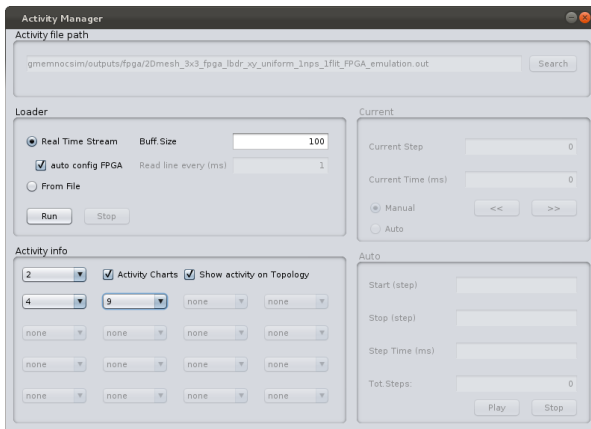 Activity Manager
Activity file path
gmemnocsim/outputs/fpga/2Dmesh_3x3_fpga_lbdr_xy_uniform_1nps_1flit_FPGA_emulation.out
Search
Loader
Real Time Stream Buff.Size 100
auto config FPGA Read line every (ms) 1
From File
Run Stop
Current
Current Step 0
Current Time (ms) 0
Manual << >>
Auto
Activity info
2 Activity Charts Show activity on Topology
4 9 none none
none none none none
none none none none
none none none none
Auto
Start (step)
Stop (step)
Step Time (ms)
Tot.Steps: 0
Play Stop